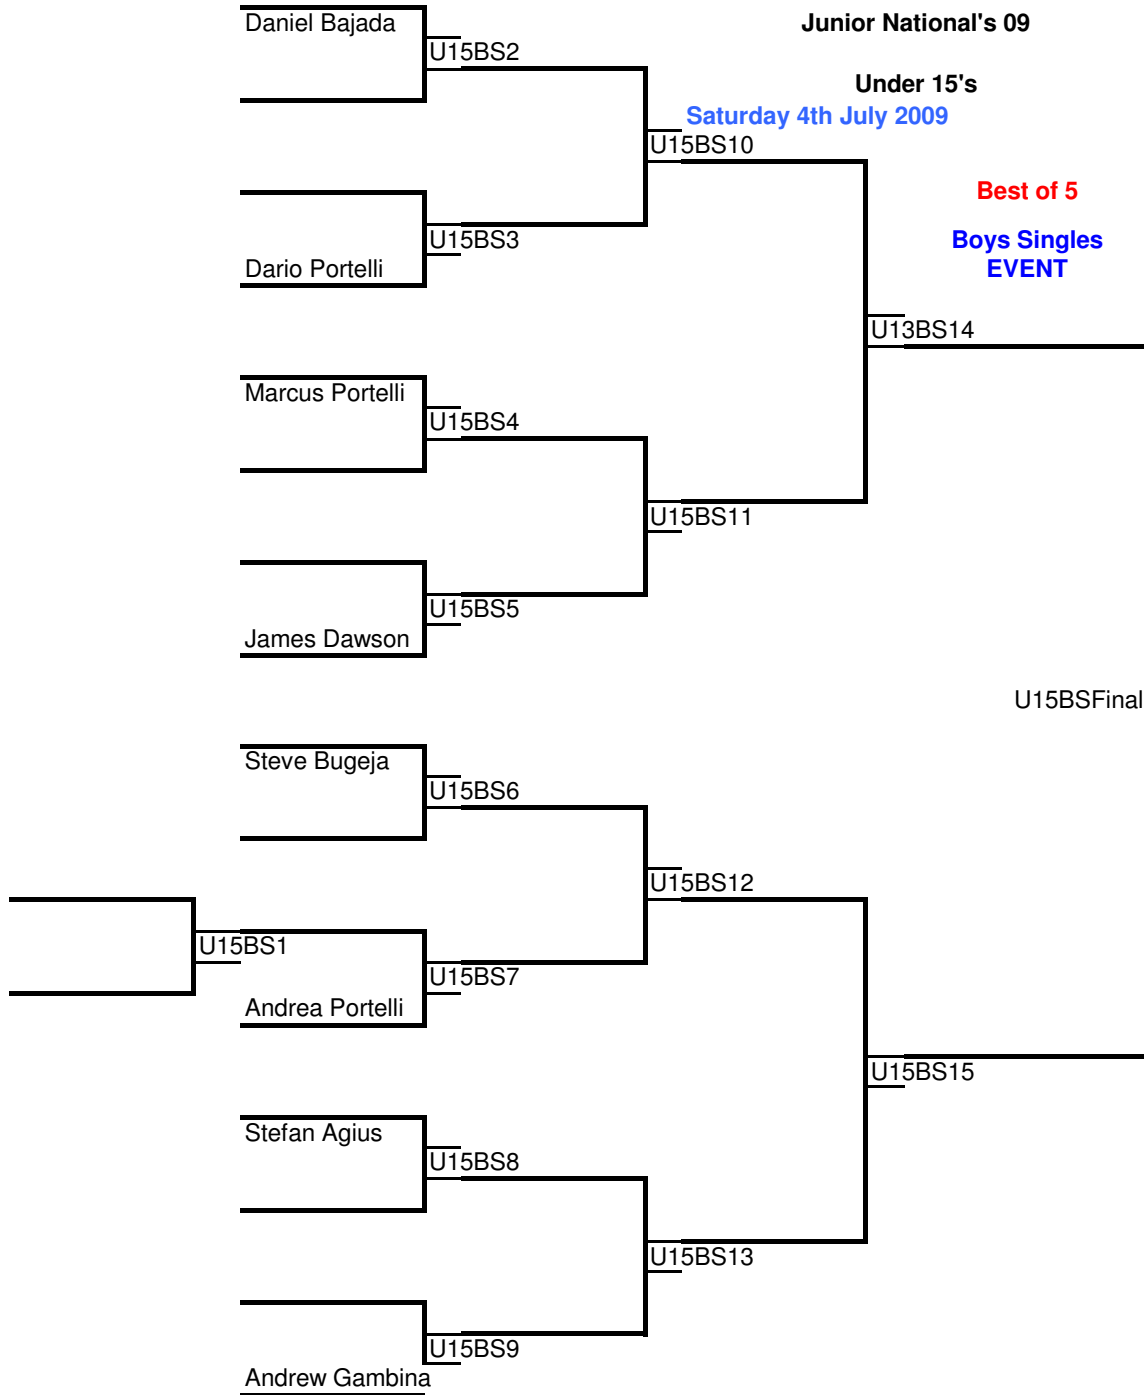 Daniel Bajada
Junior National's 09
U15BS2
Under 15's
Saturday 4th July 2009
U15BS10
Best of 5
U15BS3
Boys Singles
EVENT
Dario Portelli
U13BS14
Marcus Portelli
U15BS4
U15BS11
U15BS5
James Dawson
U15BSFinal
Steve Bugeja
U15BS6
U15BS12
U15BS1
U15BS7
Andrea Portelli
U15BS15
Stefan Agius
U15BS8
U15BS13
U15BS9
Andrew Gambina